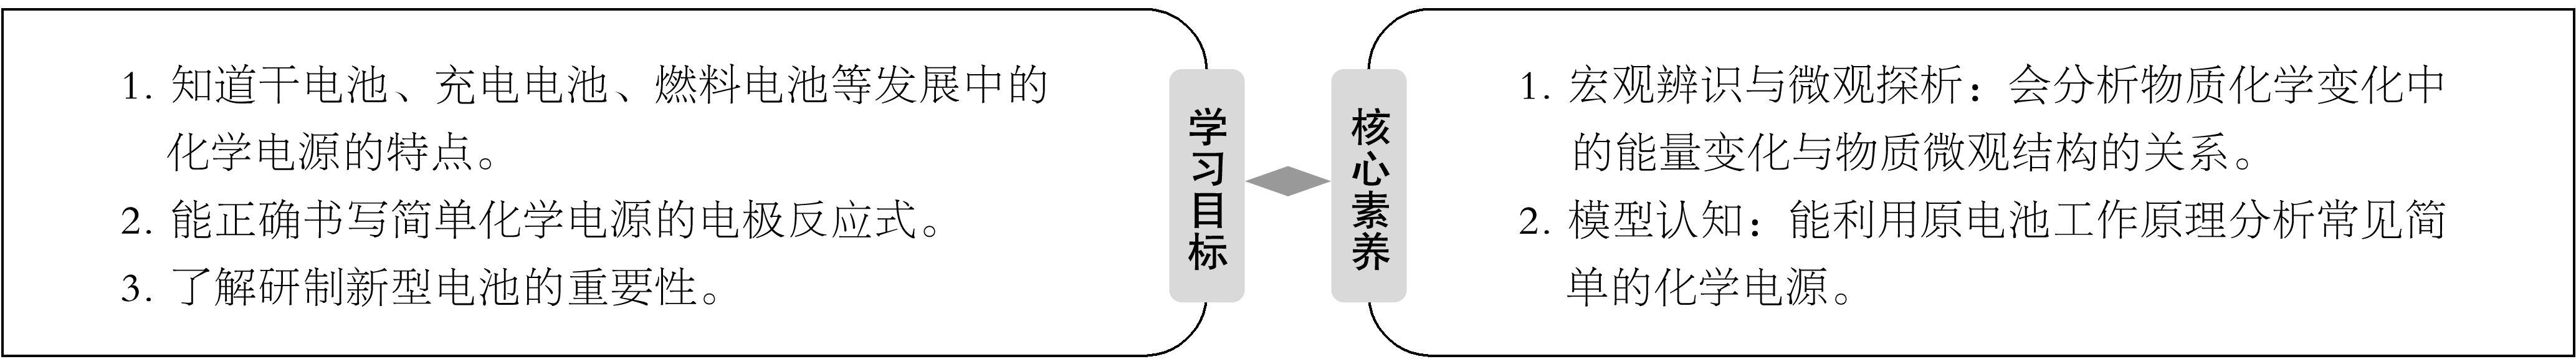 1. 知道干电池、充电电池、燃料电池等发展中的
化学电源的特点。
2. 能正确书写简单化学电源的电极反应式。
3. 了解研制新型电池的重要性。
学习目标
核心素养
1. 宏观辨识与微观探析：会分析物质化学变化中
的能量变化与物质微观结构的关系。
2. 模型认知：能利用原电池工作原理分析常见简
单的化学电源。